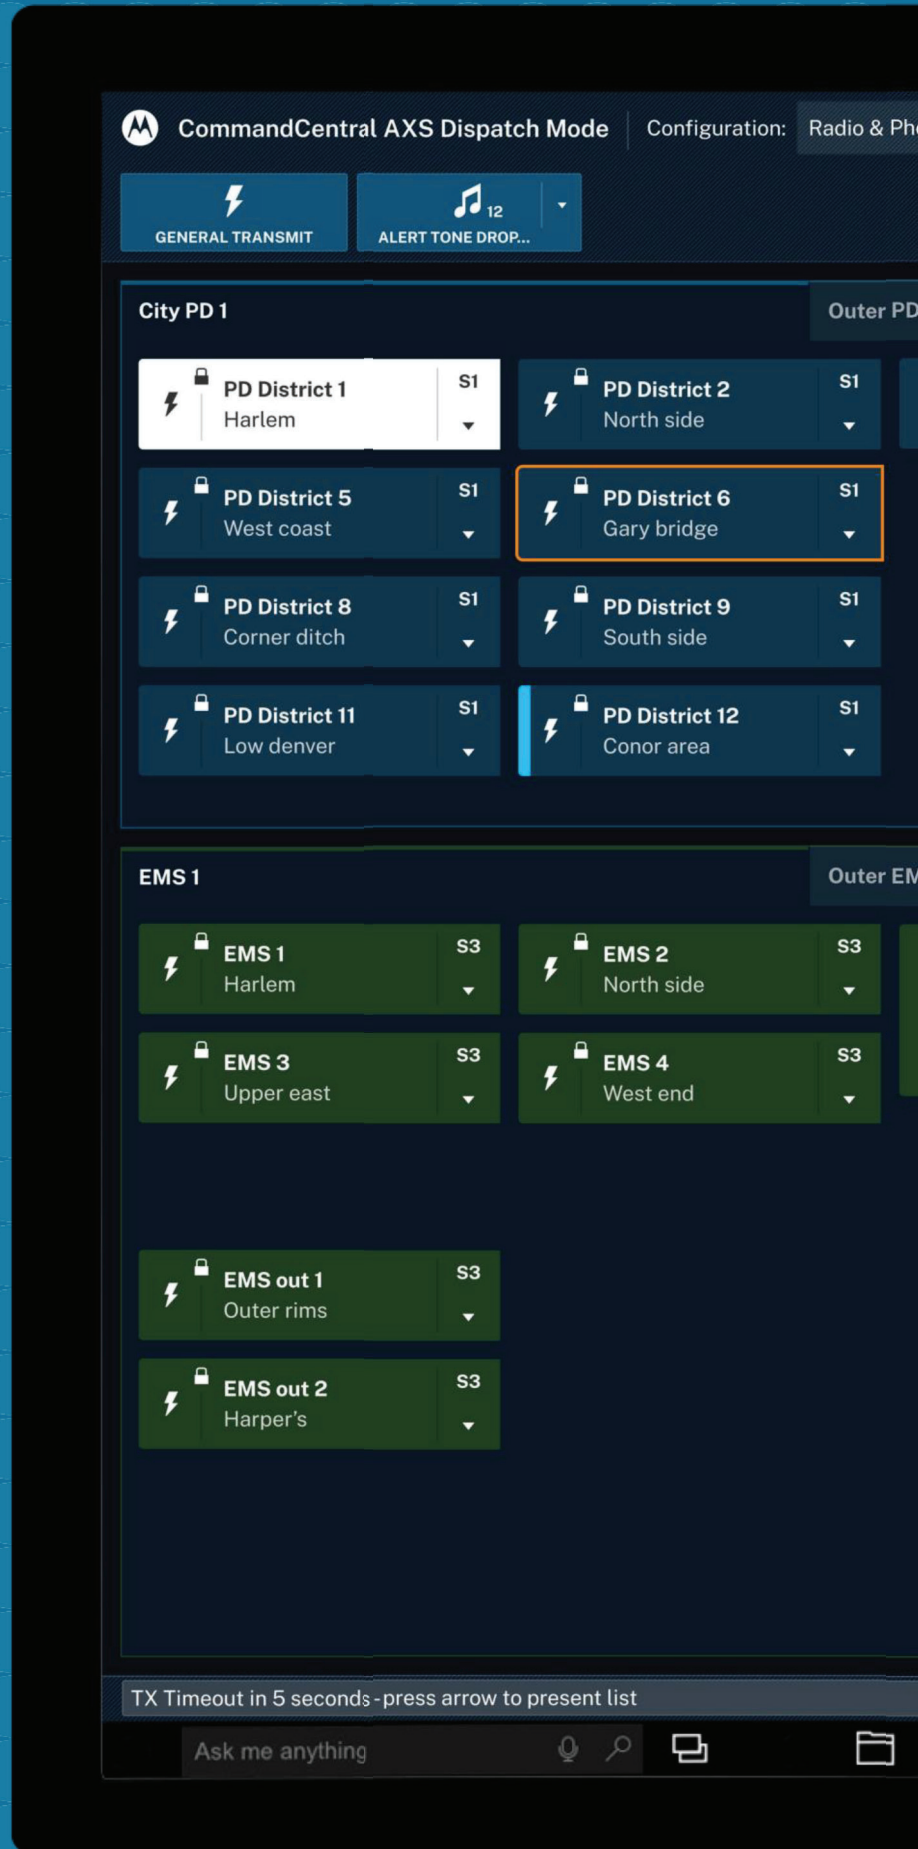 CommandCentral AXS Dispatch Mode Configuration: Radio & Pho
GENERAL TRANSMIT
12
ALERT TONE DROP...
City PD 1
Outer PD
PD District 1
Harlem
S1
PD District 2
North side
S1
PD District 5
West coast
S1
PD District 6
Gary bridge
S1
PD District 8
Corner ditch
S1
PD District 9
South side
S1
PD District 11
Low denver
S1
PD District 12
Conor area
S1
EMS 1
Outer EM
EMS 1
Harlem
S3
EMS 2
North side
S3
EMS 3
Upper east
S3
EMS 4
West end
S3
EMS out 1
Outer rims
S3
EMS out 2
Harper’s
S3
TX Timeout in 5 seconds - press arrow to present list
Ask me anything